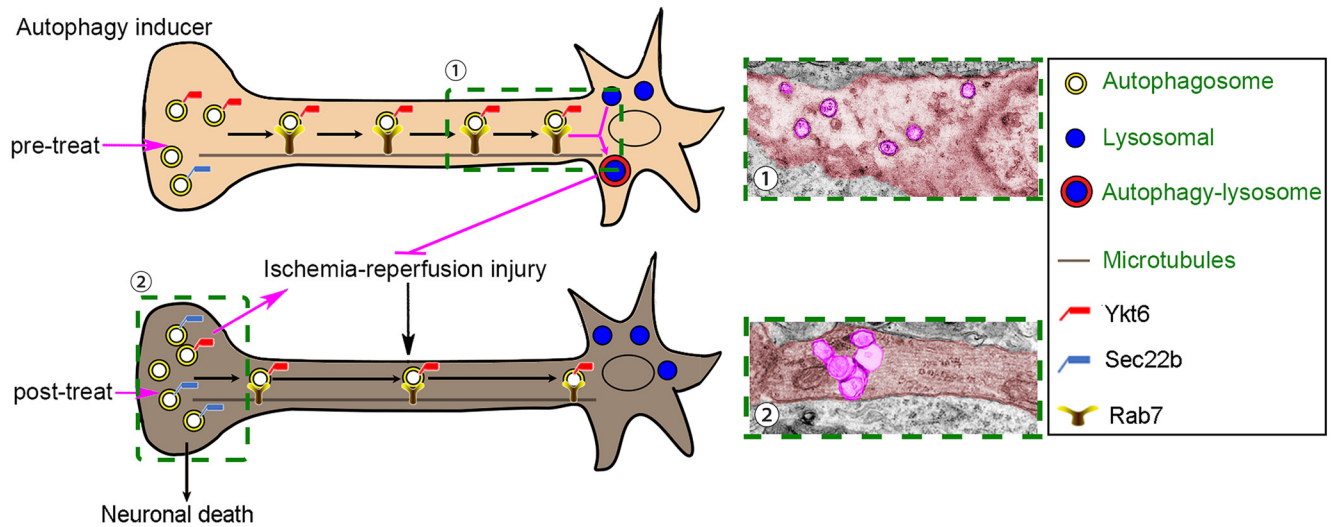 Autophagy inducer
①
pre-treat
Ischemia-reperfusion injury
②
post-treat
Neuronal death
①
②
Autophagosome
Lysosomal
Autophagy-lysosome
Microtubules
Ykt6
Sec22b
Rab7